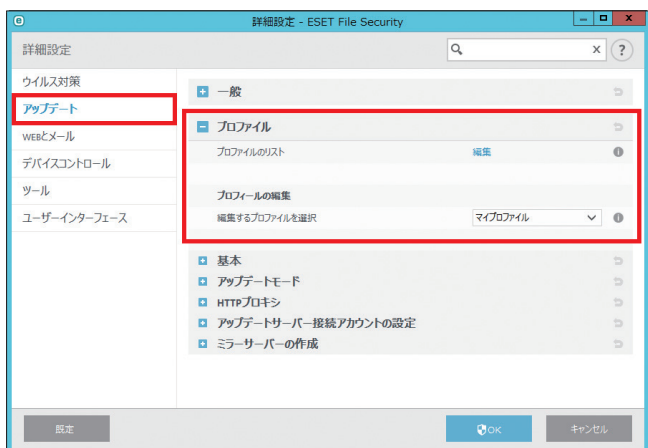 詳細設定 - ESET File Security
詳細設定
ウイルス対策
アップデート
WEBとメール
デバイスコントロール
ツール
ユーザーインターフェース
一般
プロファイル
プロファイルのリスト 編集
プロフィールの編集
編集するプロファイルを選択 マイプロファイル
基本
アップデートモード
HTTPプロキシ
アップデートサーバー接続アカウントの設定
ミラーサーバーの作成
既定 OK キャンセル